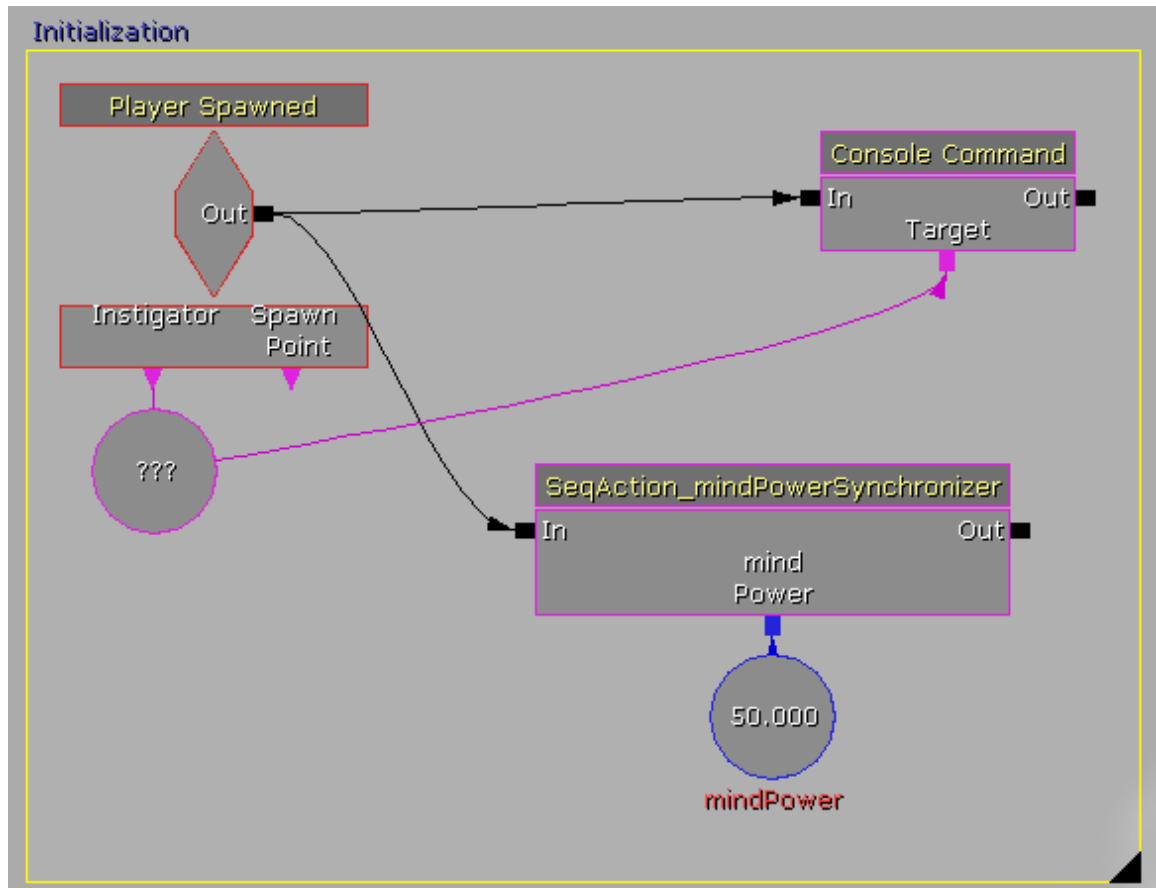 Initialization
Player Spawned
Out
Instigator Spawn
Point
???
Console Command
In Out
Target
SeqAction_mindPowerSynchronizer
In Out
mind
Power
50.000
mindPower